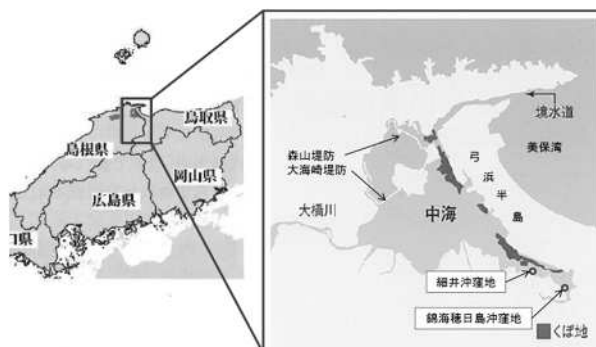 鳥取県
島根県
岡山県
広島県
口県
境水道
美保湾
森山堤防
大海崎堤防
弓浜半島
大橋川
中海
細井沖窪地
錦海穂日島沖窪地
くぼ地